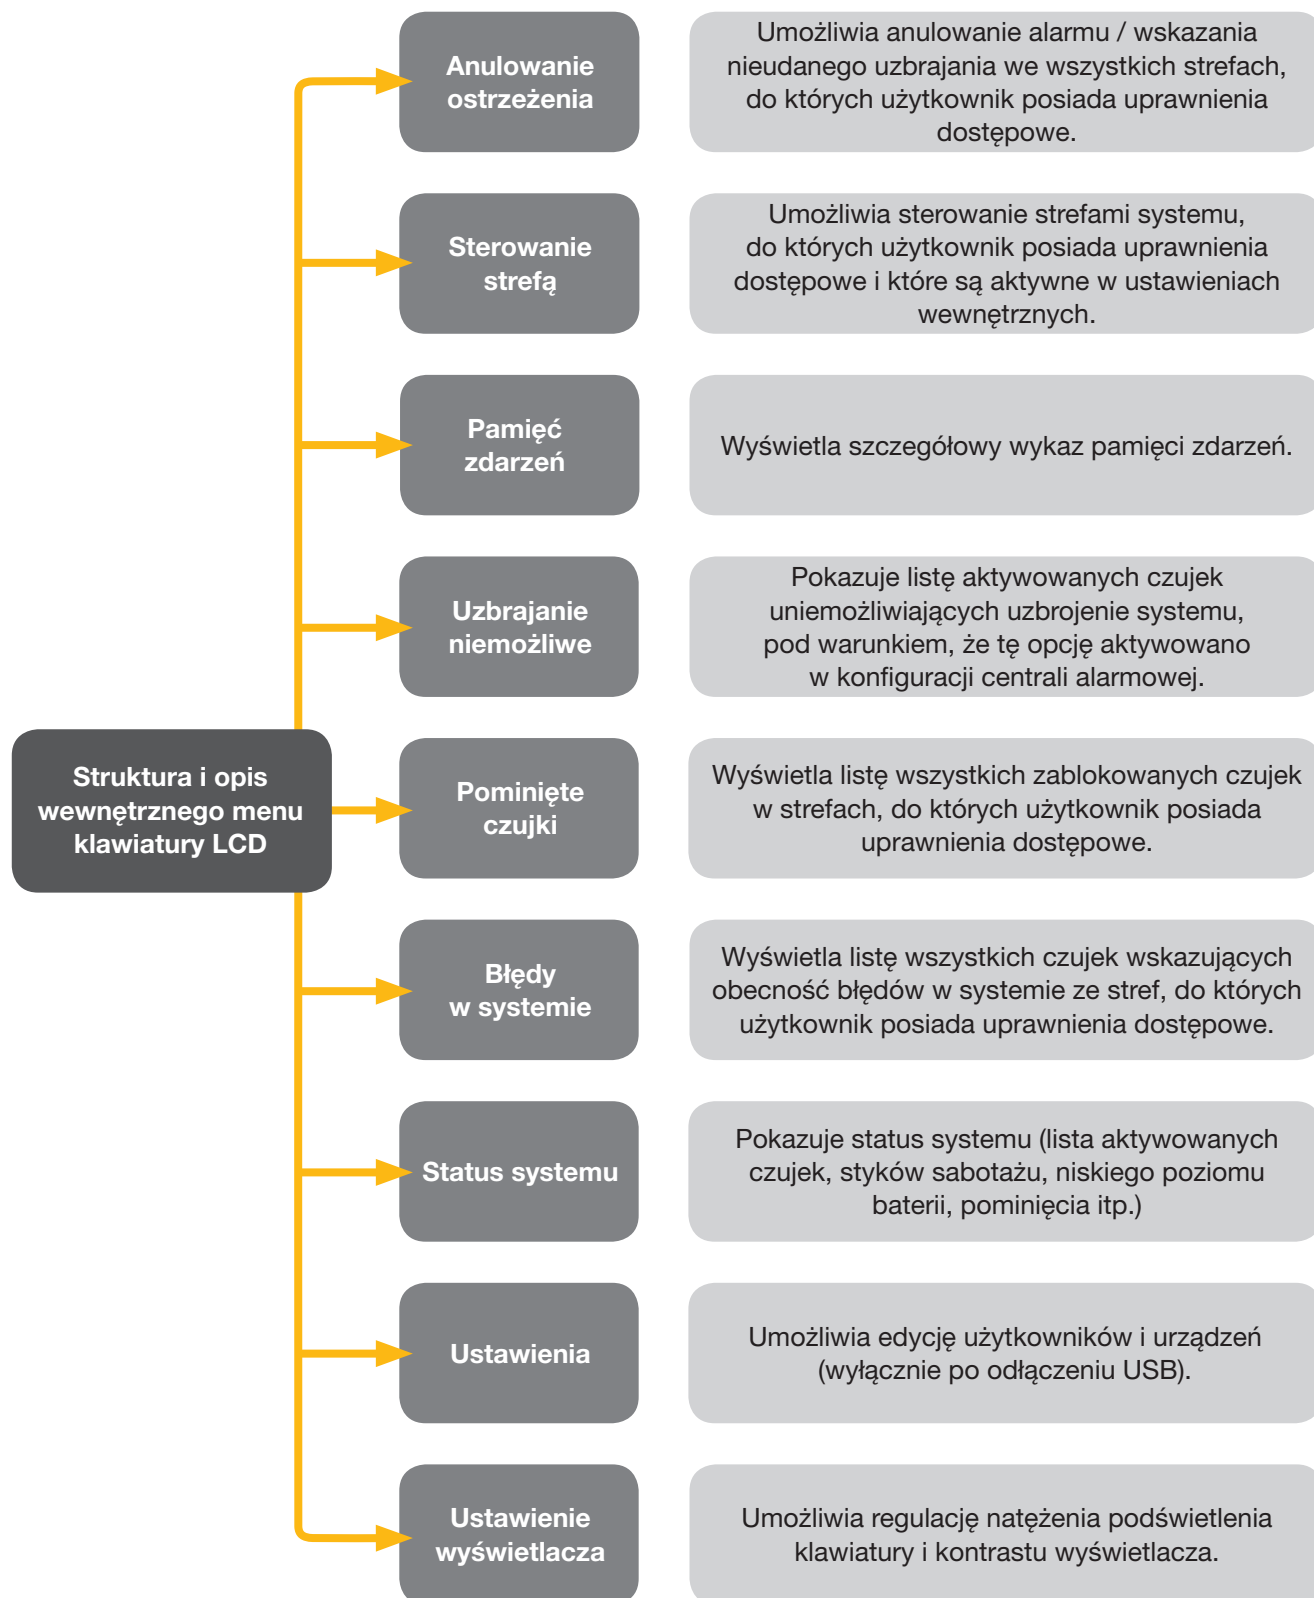 Anulowanie
ostrzeżenia
Umożliwia anulowanie alarmu / wskazania
nieudanego uzbrajania we wszystkich strefach,
do których użytkownik posiada uprawnienia
dostępowe.
Sterowanie
strefą
Umożliwia sterowanie strefami systemu,
do których użytkownik posiada uprawnienia
dostępowe i które są aktywne w ustawieniach
wewnętrznych.
Pamięć
zdarzeń
Wyświetla szczegółowy wykaz pamięci zdarzeń.
Uzbrajanie
niemożliwe
Pokazuje listę aktywowanych czujek
uniemożliwiających uzbrojenie systemu,
pod warunkiem, że tę opcję aktywowano
w konfiguracji centrali alarmowej.
Struktura i opis
wewnętrznego menu
klawiatury LCD
Pominięte
czujki
Wyświetla listę wszystkich zablokowanych czujek
w strefach, do których użytkownik posiada
uprawnienia dostępowe.
Błędy
w systemie
Wyświetla listę wszystkich czujek wskazujących
obecność błędów w systemie ze stref, do których
użytkownik posiada uprawnienia dostępowe.
Status systemu
Pokazuje status systemu (lista aktywowanych
czujek, styków sabotażu, niskiego poziomu
baterii, pominięcia itp.)
Ustawienia
Umożliwia edycję użytkowników i urządzeń
(wyłącznie po odłączeniu USB).
Ustawienie
wyświetlacza
Umożliwia regulację natężenia podświetlenia
klawiatury i kontrastu wyświetlacza.